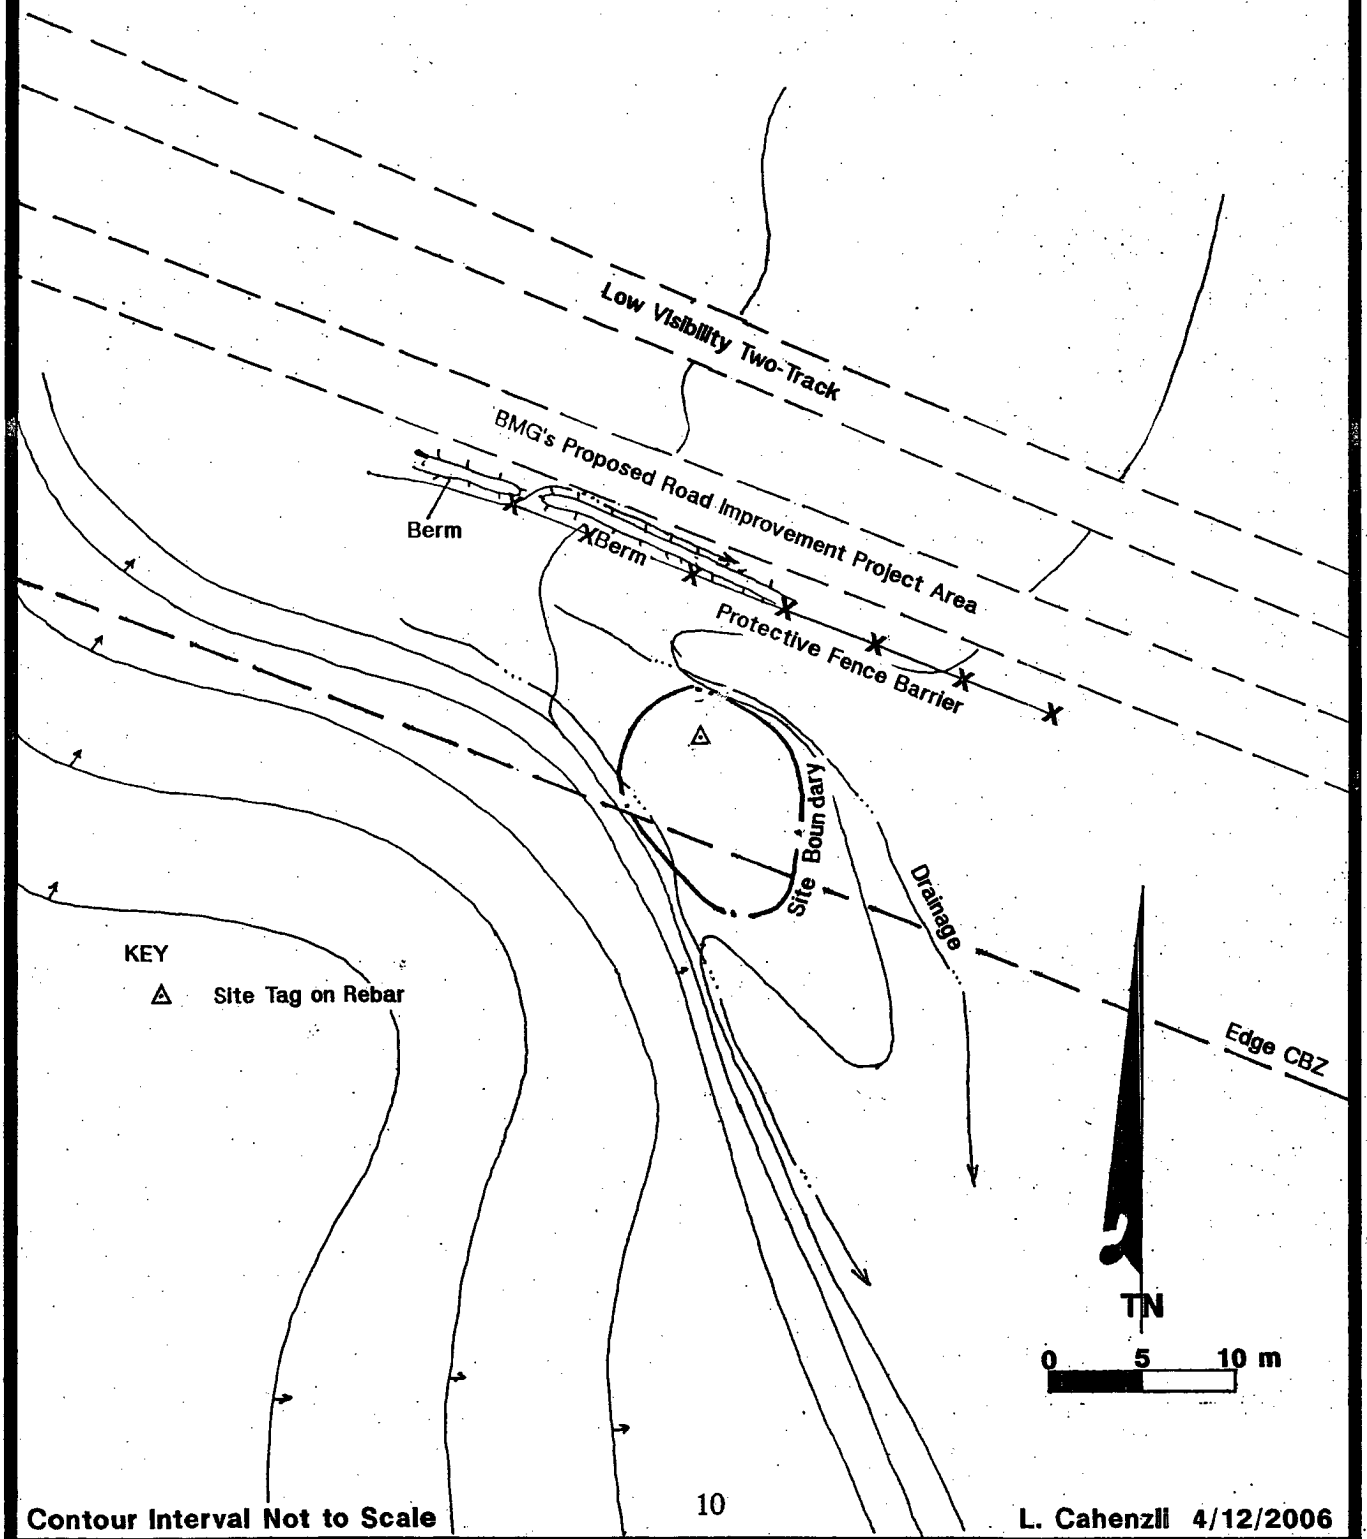 Low Visibility Two-Track
BMG's Proposed Road Improvement Project Area
Berm
Berm
Protective Fence Barrier
Site Boundary
Drainage
KEY
Site Tag on Rebar
Edge CBZ
TN
0 5 10 m
Contour Interval Not to Scale
10
L. Cahenzli 4/12/2006